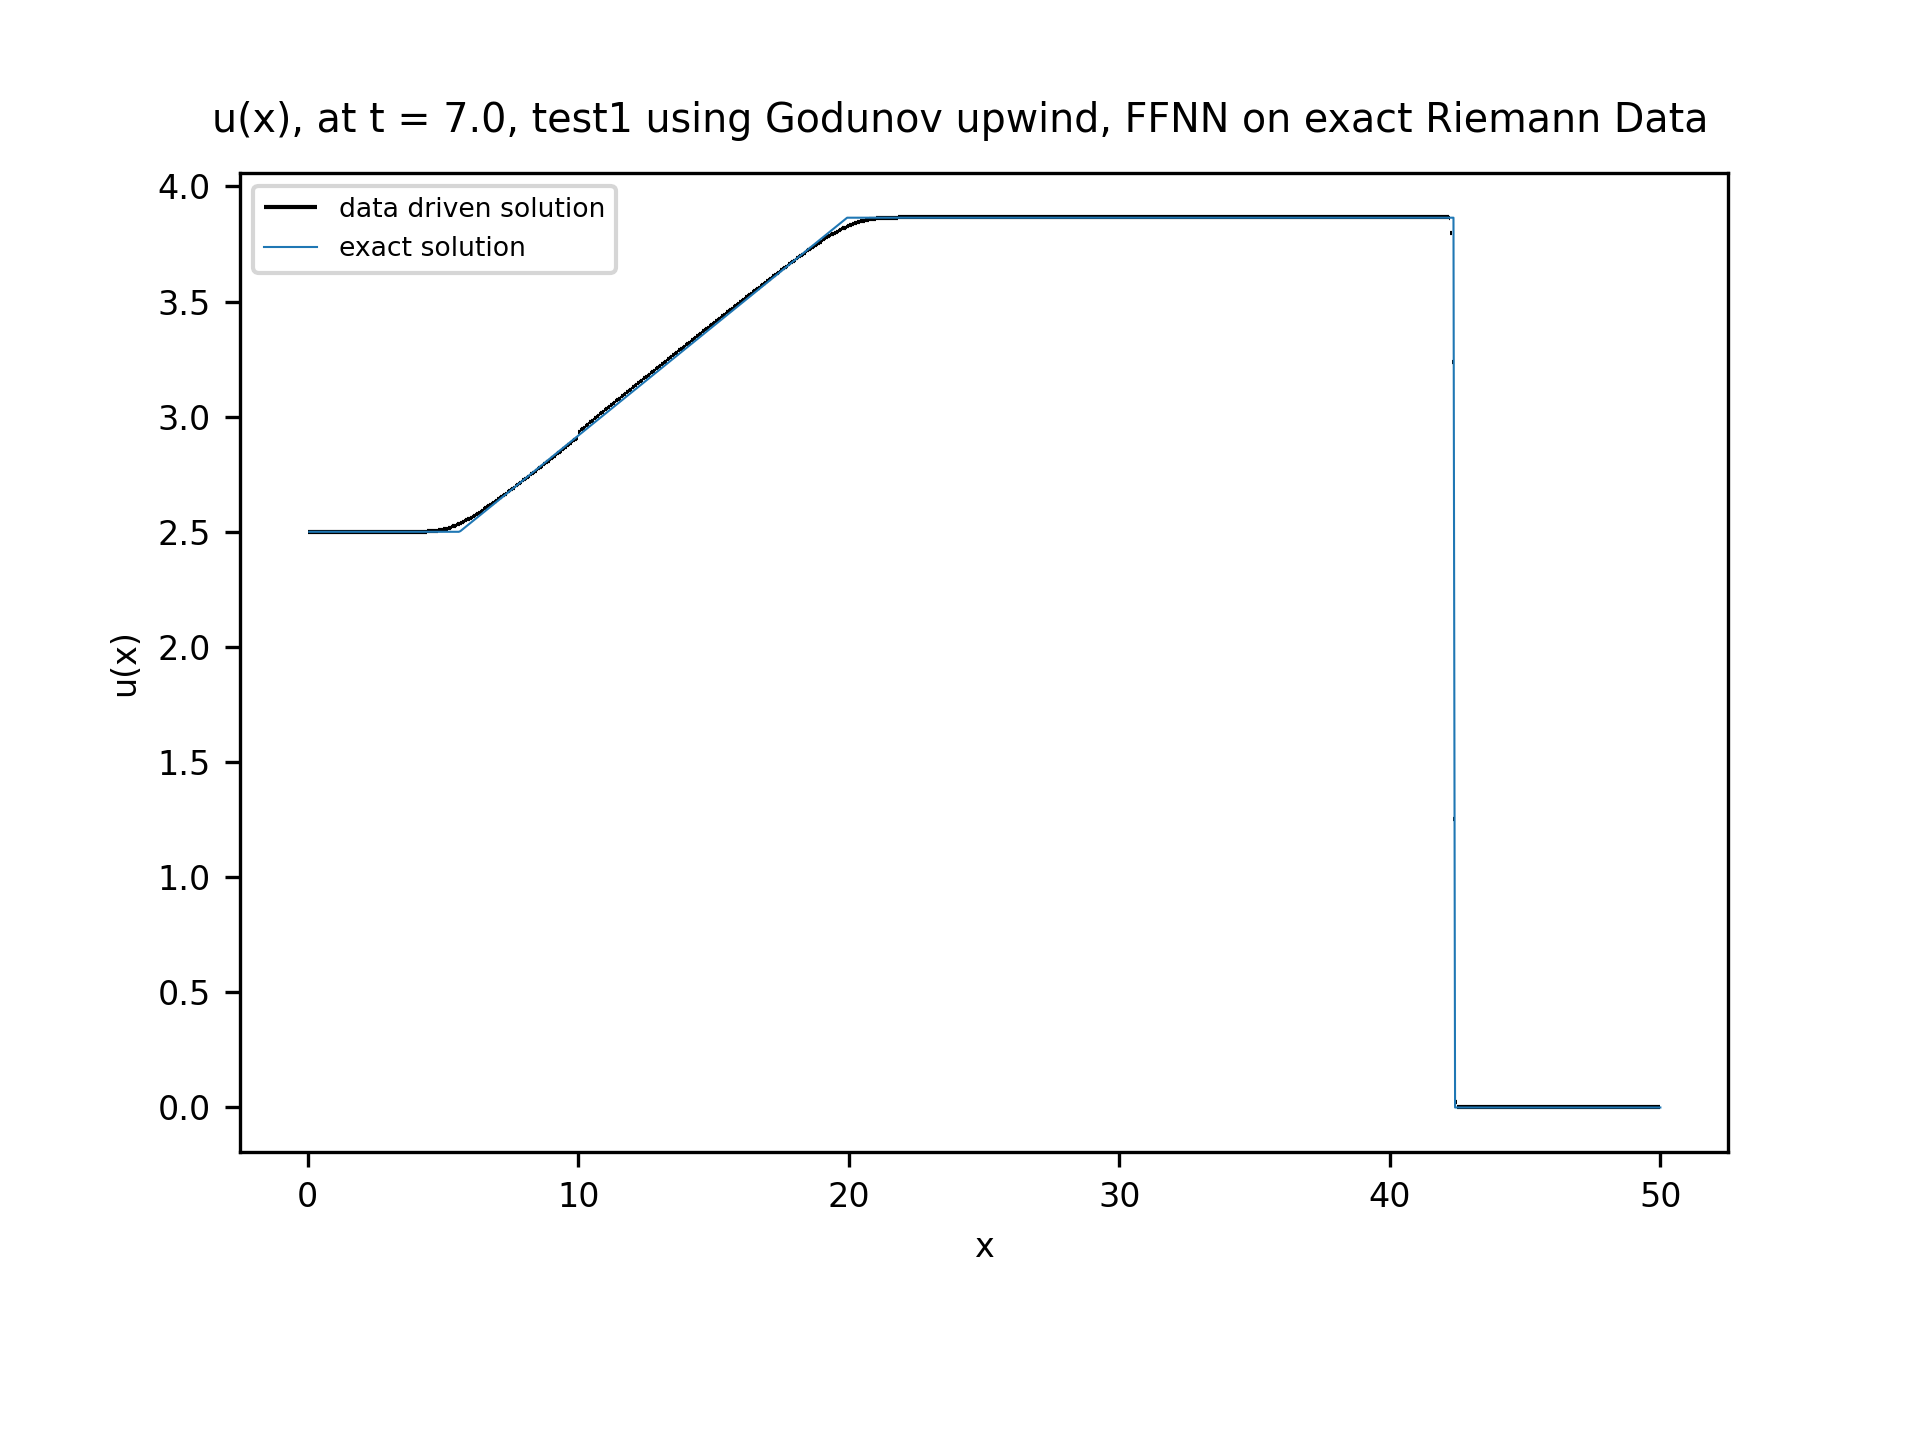 u(x), at t = 7.0, test1 using Godunov upwind, FFNN on exact Riemann Data
data driven solution
exact solution
4.0
3.5
3.0
2.5
2.0
1.5
1.0
0.5
0.0
u(x)
0 10 20 30 40 50
x